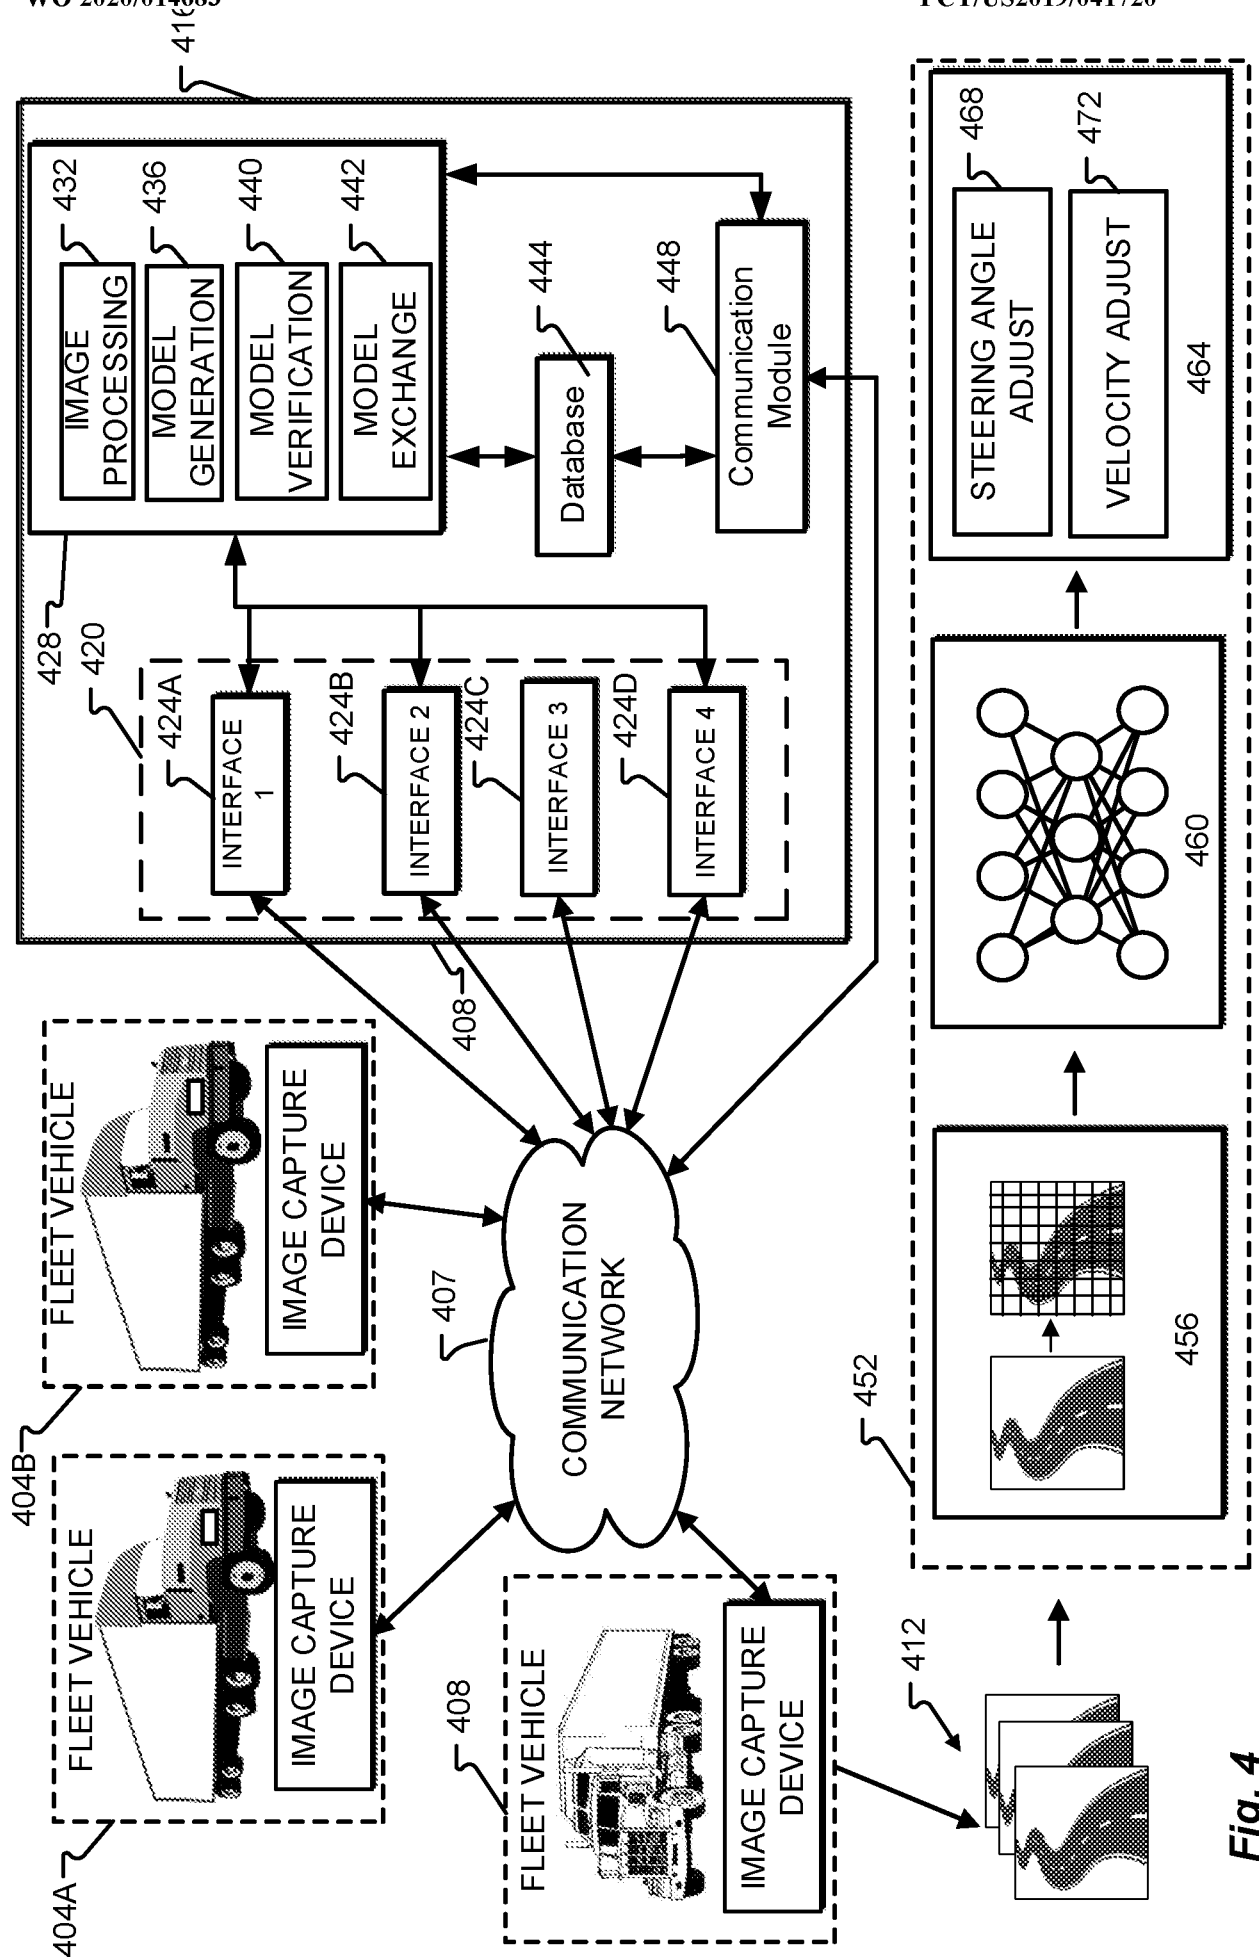 WO 2020/014683
PCT/US2019/041720
404A
FLEET VEHICLE
IMAGE CAPTURE
DEVICE
404B
FLEET VEHICLE
IMAGE CAPTURE
DEVICE
408
FLEET VEHICLE
IMAGE CAPTURE
DEVICE
407
COMMUNICATION
NETWORK
408
416
420
424A
INTERFACE
1
424B
INTERFACE 2
424C
INTERFACE 3
424D
INTERFACE 4
428
IMAGE
PROCESSING
432
MODEL
GENERATION
436
MODEL
VERIFICATION
440
MODEL
EXCHANGE
442
Database
444
Communication
Module
448
412
452
456
460
STEERING ANGLE
ADJUST
468
VELOCITY ADJUST
472
464
Fig. 4